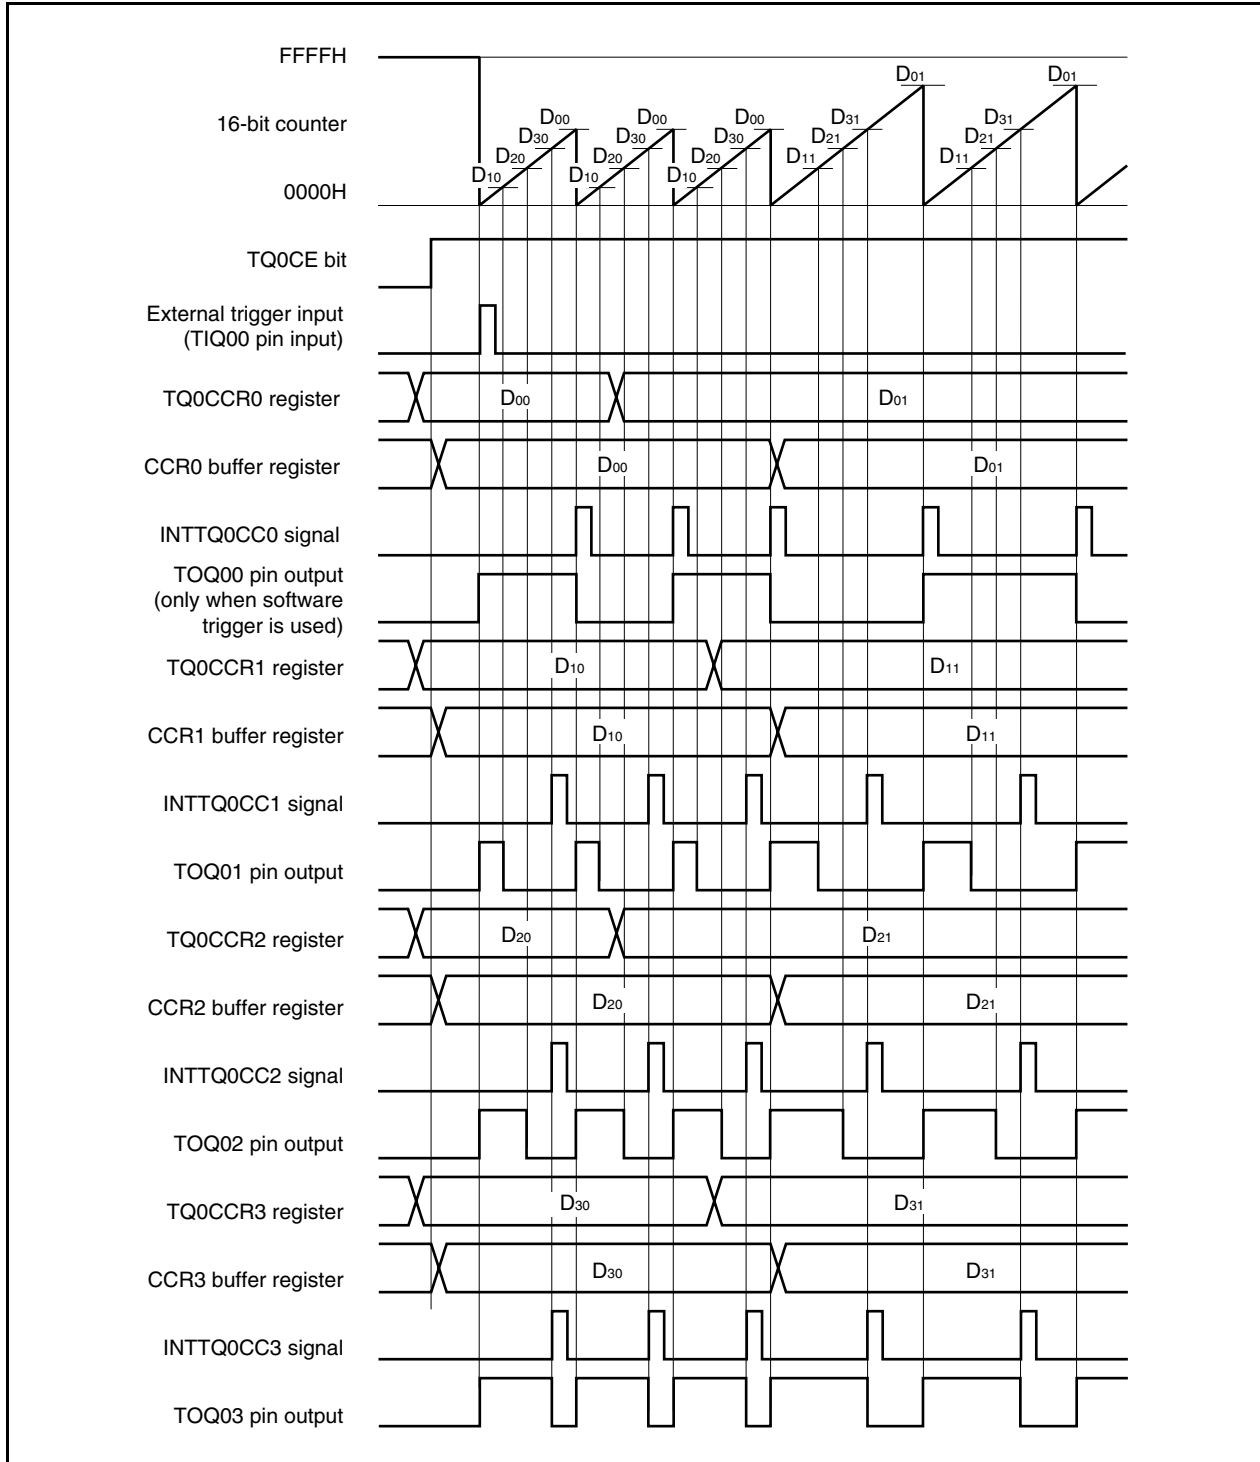 FFFFH
D01 D01
16-bit counter
D00 D00 D00 D31 D31
D30 D30 D30 D21 D21
D20 D20 D20 D11 D11
D10 D10 D10
0000H
TQ0CE bit
External trigger input
(TIQ00 pin input)
TQ0CCR0 register D00 D01
CCR0 buffer register D00 D01
INTTQ0CC0 signal
TOQ00 pin output
(only when software
trigger is used)
TQ0CCR1 register D10 D11
CCR1 buffer register D10 D11
INTTQ0CC1 signal
TOQ01 pin output
TQ0CCR2 register D20 D21
CCR2 buffer register D20 D21
INTTQ0CC2 signal
TOQ02 pin output
TQ0CCR3 register D30 D31
CCR3 buffer register D30 D31
INTTQ0CC3 signal
TOQ03 pin output